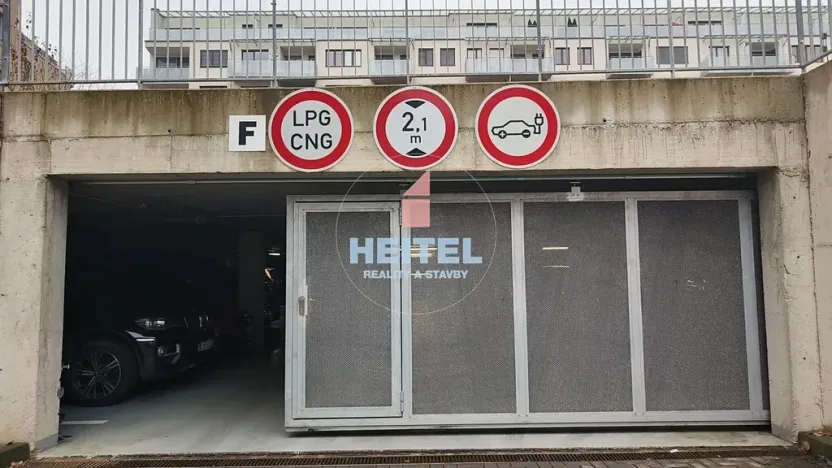 F
LPG
CNG
2,1
m
HEITEL
REALITY A STAVBY